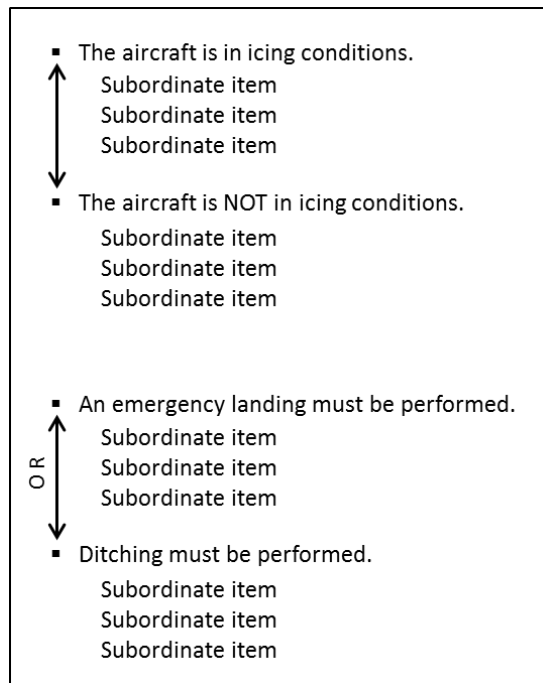 ▪ The aircraft is in icing conditions.
Subordinate item
Subordinate item
Subordinate item
▪ The aircraft is NOT in icing conditions.
Subordinate item
Subordinate item
Subordinate item
▪ An emergency landing must be performed.
Subordinate item
Subordinate item
Subordinate item
OR
▪ Ditching must be performed.
Subordinate item
Subordinate item
Subordinate item